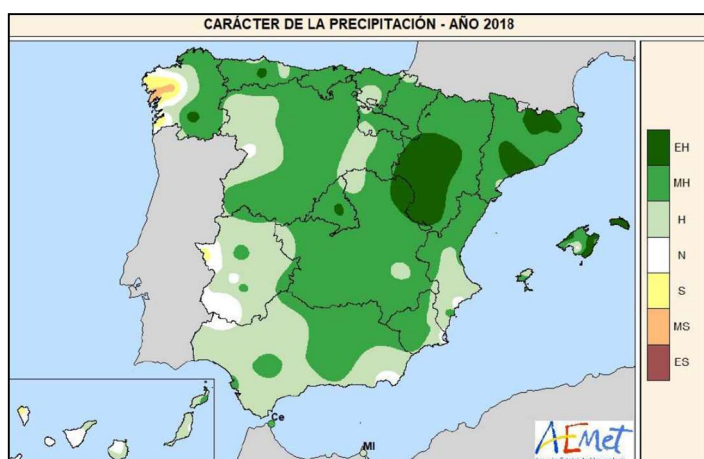 CARÁCTER DE LA PRECIPITACIÓN - AÑO 2018
EH
MH
H
N
S
MS
ES
Ce
Ml
AEMet